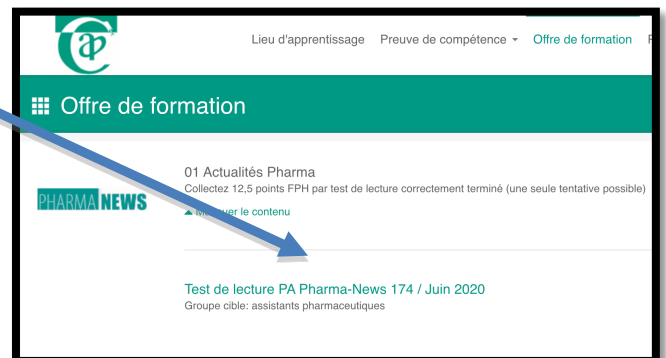 Cap
Lieu d'apprentissage Preuve de compétence Offre de formation
Offre de formation
01 Actualités Pharma
Collectez 12,5 points FPH par test de lecture correctement terminé (une seule tentative possible)
PHARMA NEWS
le contenu
Test de lecture PA Pharma-News 174 / Juin 2020
Groupe cible: assistants pharmaceutiques